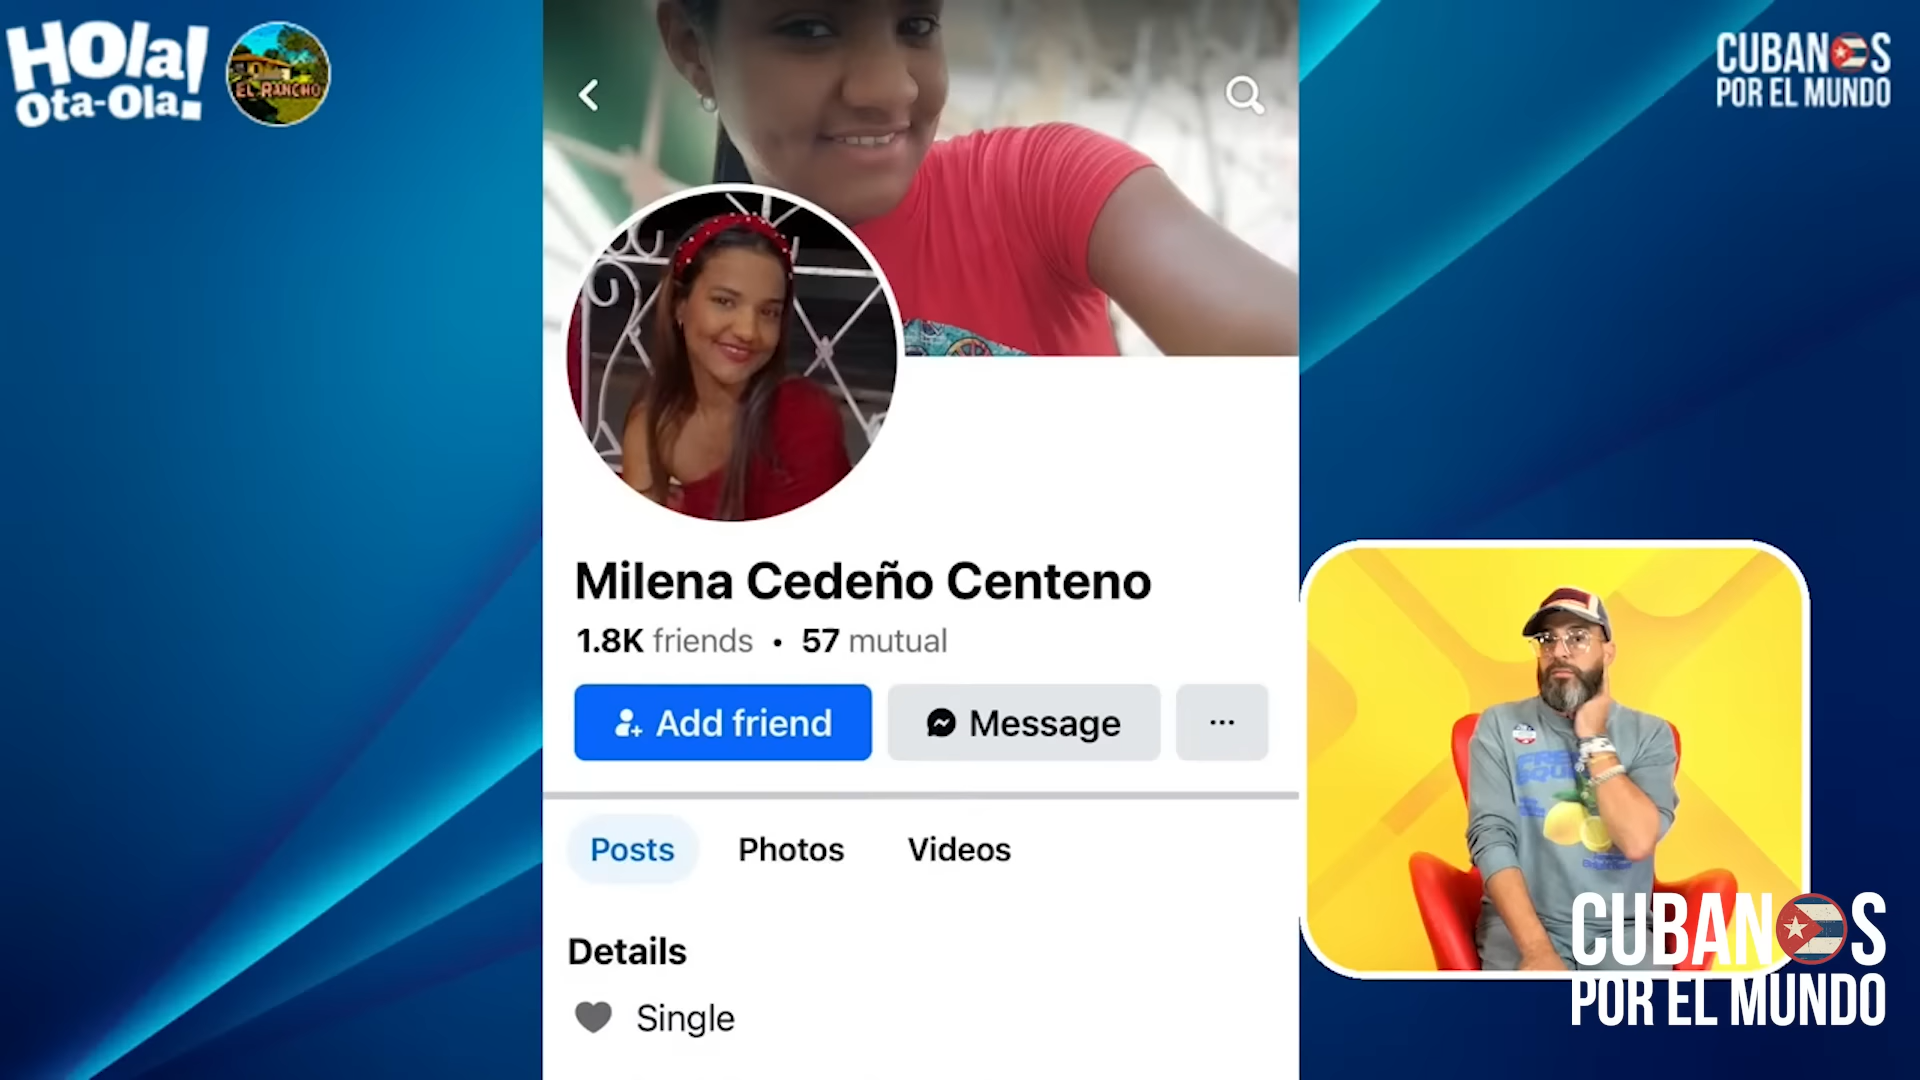 HOla!
Ota-Ola!
EL RANCHO
CUBANOS
POR EL MUNDO
Milena Cedeño Centeno
1.8K friends • 57 mutual
Add friend
Message
...
Posts
Photos
Videos
Details
Single
CUBANOS
POR EL MUNDO